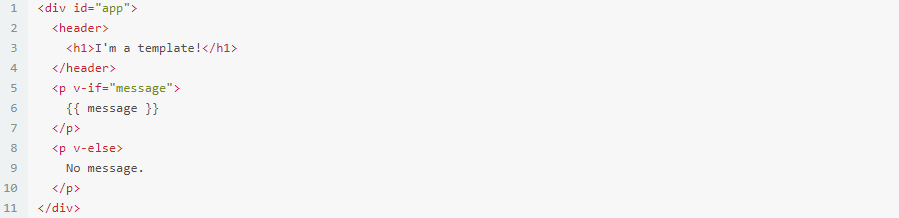 1 <div id="app">
2   <header>
3     <h1>I'm a template!</h1>
4   </header>
5   <p v-if="message">
6     {{ message }}
7   </p>
8   <p v-else>
9     No message.
10   </p>
11 </div>